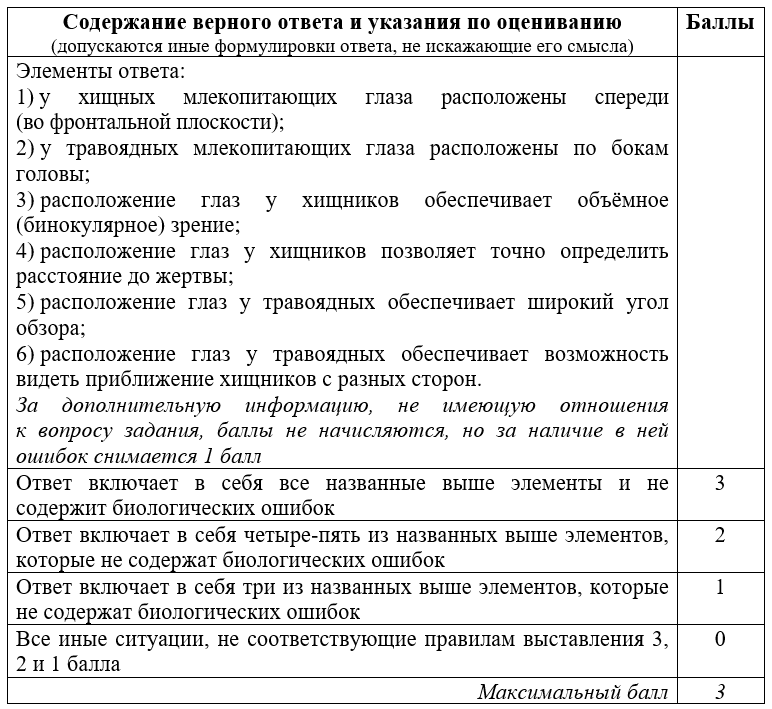 Содержание верного ответа и указания по оцениванию Баллы
(допускаются иные формулировки ответа, не искажающие его смысла)
Элементы ответа:
1) у хищных млекопитающих глаза расположены спереди
(во фронтальной плоскости);
2) у травоядных млекопитающих глаза расположены по бокам
головы;
3) расположение глаз у хищников обеспечивает объёмное
(бинокулярное) зрение;
4) расположение глаз у хищников позволяет точно определить
расстояние до жертвы;
5) расположение глаз у травоядных обеспечивает широкий угол
обзора;
6) расположение глаз у травоядных обеспечивает возможность
видеть приближение хищников с разных сторон.
За дополнительную информацию, не имеющую отношения
к вопросу задания, баллы не начисляются, но за наличие в ней
ошибок снимается 1 балл
Ответ включает в себя все названные выше элементы и не 3
содержит биологических ошибок
Ответ включает в себя четыре-пять из названных выше элементов, 2
которые не содержат биологических ошибок
Ответ включает в себя три из названных выше элементов, которые 1
не содержат биологических ошибок
Все иные ситуации, не соответствующие правилам выставления 3, 0
2 и 1 балла
Максимальный балл 3